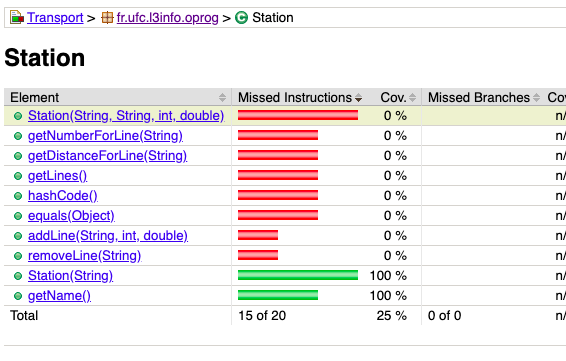 Transport > fr.ufc.l3info.oprog > Station
Station
Element Missed Instructions Cov. Missed Branches Cov
Station(String, String, int, double) 0 % n/
getNumberForLine(String) 0 % n/
getDistanceForLine(String) 0 % n/
getLines() 0 % n/
hashCode() 0 % n/
equals(Object) 0 % n/
addLine(String, int, double) 0 % n/
removeLine(String) 0 % n/
Station(String) 100 % n/
getName() 100 % n/
Total 15 of 20 25 % 0 of 0 n/